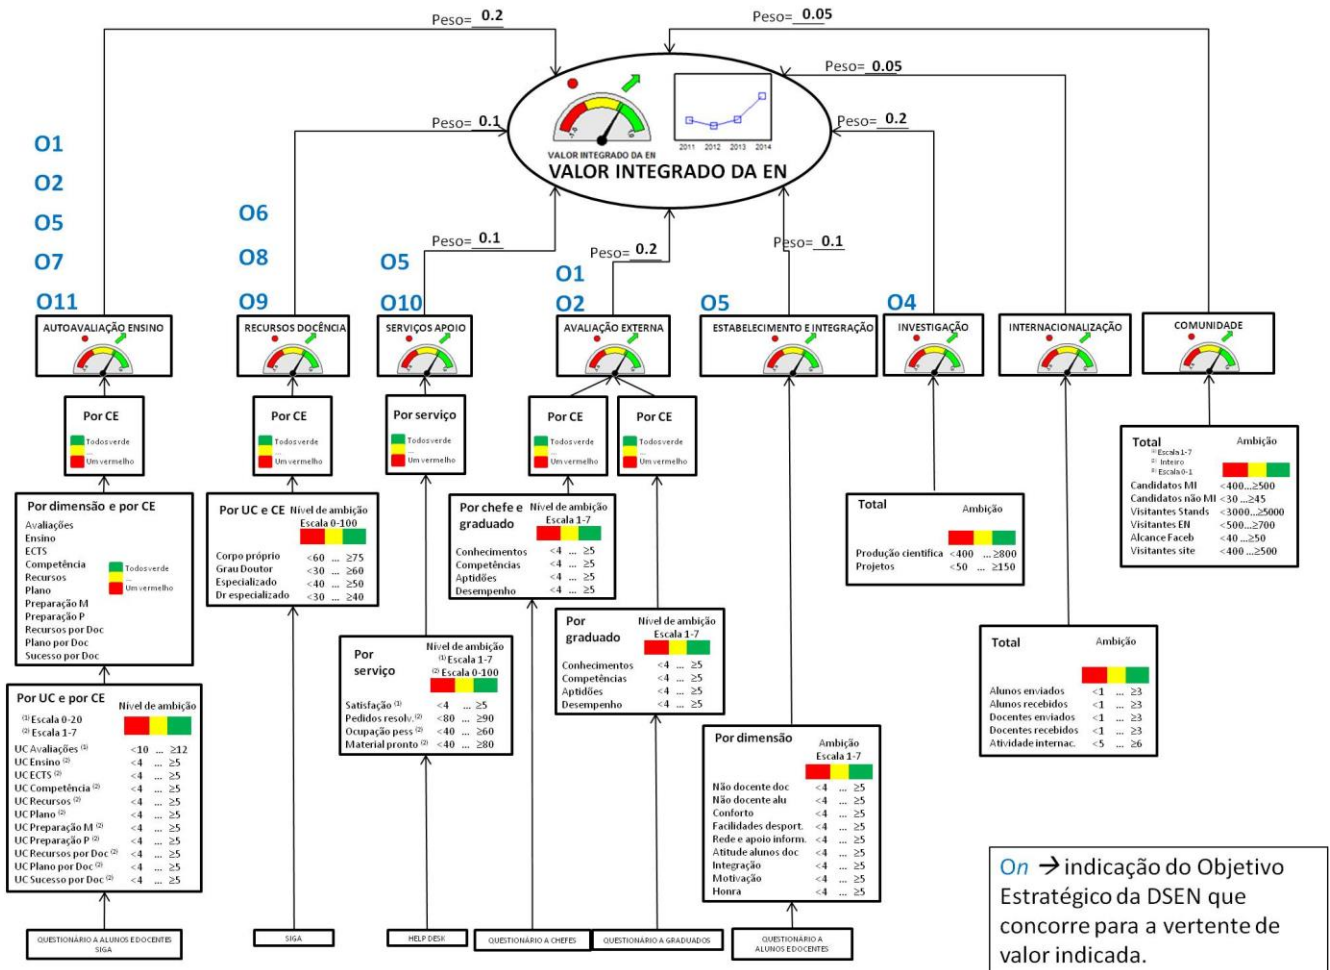 Peso= 0.2
Peso= 0.05
Peso= 0.05
Peso= 0.1
Peso= 0.2
VALOR INTEGRADO DA EN
2011 2012 2013 2014
VALOR INTEGRADO DA EN
O1
O2
O5
O7
O11
O6
O8
O9
Peso= 0.1
O5
O10
Peso= 0.2
O1
O2
Peso= 0.1
O5
O4
AUTOAVALIAÇÃO ENSINO
RECURSOS DOCÊNCIA
SERVIÇOS APOIO
AVALIAÇÃO EXTERNA
ESTABELECIMENTO E INTEGRAÇÃO
INVESTIGAÇÃO
INTERNACIONALIZAÇÃO
COMUNIDADE
Por CE
Todos verde
...
Um vermelho
Por CE
Todos verde
...
Um vermelho
Por serviço
Todos verde
...
Um vermelho
Por CE
Todos verde
...
Um vermelho
Por CE
Todos verde
...
Um vermelho
Total Ambição
(1) Escala 1-7
(2) Inteiro
(3) Escala 0-1
Candidatos MI <400...≥500
Candidatos não MI <30 ...≥45
Visitantes Stands <3000...≥5000
Visitantes EN <500...≥700
Alcance Faceb <40 ...≥50
Visitantes site <400 ...≥500
Por dimensão e por CE
Avaliações
Ensino
ECTS
Competência
Recursos
Plano
Preparação M
Preparação P
Recursos por Doc
Plano por Doc
Sucesso por Doc
Todos verde
...
Um vermelho
Por UC e CE Nível de ambição
Escala 0-100
Corpo próprio <60 ... ≥75
Grau Doutor <30 ... ≥60
Especializado <40 ... ≥50
Dr especializado <30 ... ≥40
Por chefe e graduado Nível de ambição
Escala 1-7
Conhecimentos <4 ... ≥5
Competências <4 ... ≥5
Aptidões <4 ... ≥5
Desempenho <4 ... ≥5
Total Ambição
Produção cientifica <400 ...≥800
Projetos <50 ... ≥150
Por graduado Nível de ambição
Escala 1-7
Conhecimentos <4 ... ≥5
Competências <4 ... ≥5
Aptidões <4 ... ≥5
Desempenho <4 ... ≥5
Por serviço Nível de ambição
(1) Escala 1-7
(2) Escala 0-100
Satisfação (1) <4 ... ≥5
Pedidos resolv.(2) <80 ... ≥90
Ocupação pess (2) <40 ... ≥60
Material pronto (2) <40 ... ≥80
Total Ambição
Alunos enviados <1 ... ≥3
Alunos recebidos <1 ... ≥3
Docentes enviados <1 ... ≥3
Docentes recebidos <1 ... ≥3
Atividade internac. <5 ... ≥6
Por UC e por CE Nível de ambição
(1) Escala 0-20
(2) Escala 1-7
UC Avaliações (1) <10 ... ≥12
UC Ensino (2) <4 ... ≥5
UC ECTS (2) <4 ... ≥5
UC Competência (2) <4 ... ≥5
UC Recursos (2) <4 ... ≥5
UC Plano (2) <4 ... ≥5
UC Preparação M (2) <4 ... ≥5
UC Preparação P (2) <4 ... ≥5
UC Recursos por Doc (2) <4 ... ≥5
UC Plano por Doc (2) <4 ... ≥5
UC Sucesso por Doc (2) <4 ... ≥5
Por dimensão Ambição
Escala 1-7
Não docente doc <4 ... ≥5
Não docente alu <4 ... ≥5
Conforto <4 ... ≥5
Facilidades desport. <4 ... ≥5
Rede e apoio inform. <4 ... ≥5
Atitude alunos doc <4 ... ≥5
Integração <4 ... ≥5
Motivação <4 ... ≥5
Honra <4 ... ≥5
QUESTIONÁRIO A ALUNOS E DOCENTES
SIGA
SIGA
HELP DESK
QUESTIONÁRIO A CHEFES
QUESTIONÁRIO A GRADUADOS
QUESTIONÁRIO A
ALUNOS E DOCENTES
On → indicação do Objetivo
Estratégico da DSEN que
concorre para a vertente de
valor indicada.